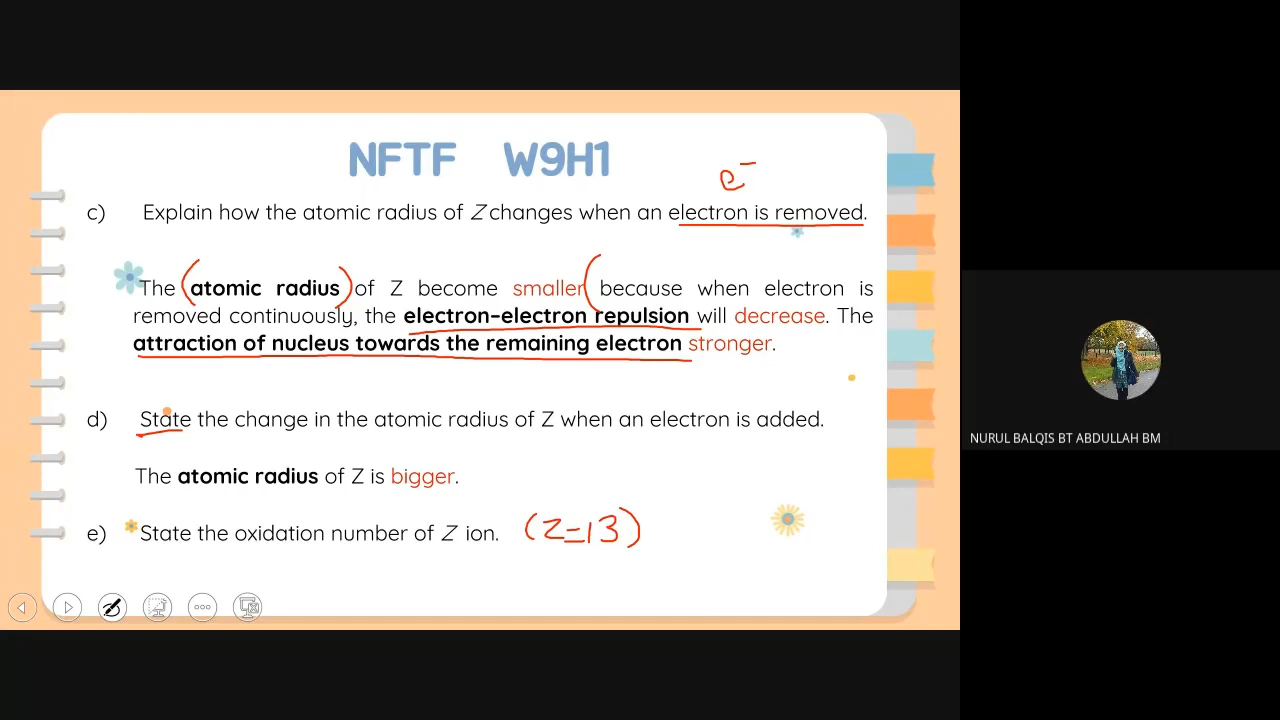 NFTF W9H1
e⁻
c) Explain how the atomic radius of Z changes when an electron is removed.
The atomic radius of Z become smaller because when electron is
removed continuously, the electron-electron repulsion will decrease. The
attraction of nucleus towards the remaining electron stronger.
d) State the change in the atomic radius of Z when an electron is added.
The atomic radius of Z is bigger.
e) State the oxidation number of Z ion. (Z=13)
NURUL BALQIS BT ABDULLAH BM